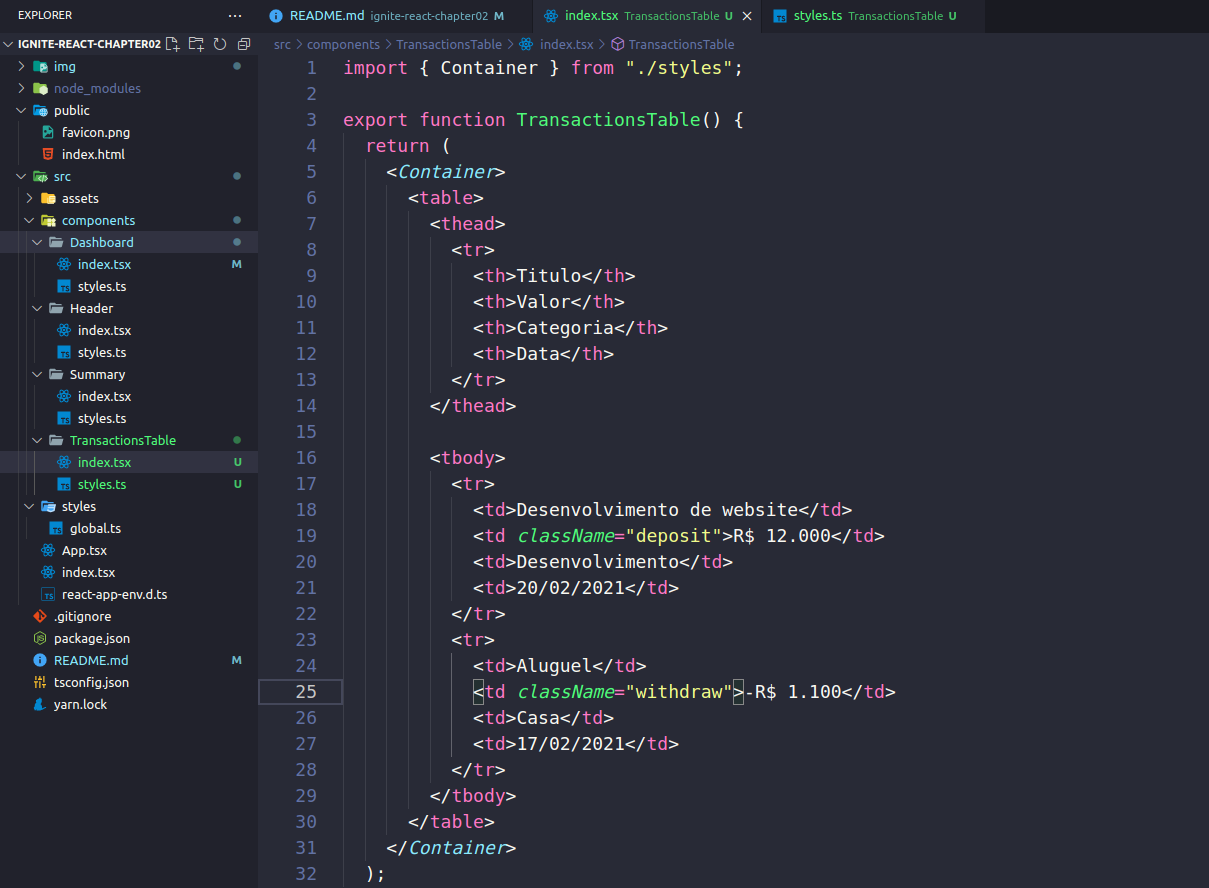 EXPLORER
IGNITE-REACT-CHAPTER02
img
node_modules
public
favicon.png
index.html
src
assets
components
Dashboard
index.tsx M
styles.ts
Header
index.tsx
styles.ts
Summary
index.tsx
styles.ts
TransactionsTable
index.tsx U
styles.ts U
styles
global.ts
App.tsx
index.tsx
react-app-env.d.ts
.gitignore
package.json
README.md M
tsconfig.json
yarn.lock
README.md ignite-react-chapter02 M
index.tsx TransactionsTable U
styles.ts TransactionsTable U
src > components > TransactionsTable > index.tsx > TransactionsTable
1 import { Container } from "./styles";
2
3 export function TransactionsTable() {
4 return (
5 <Container>
6 <table>
7 <thead>
8 <tr>
9 <th>Titulo</th>
10 <th>Valor</th>
11 <th>Categoria</th>
12 <th>Data</th>
13 </tr>
14 </thead>
15
16 <tbody>
17 <tr>
18 <td>Desenvolvimento de website</td>
19 <td className="deposit">R$ 12.000</td>
20 <td>Desenvolvimento</td>
21 <td>20/02/2021</td>
22 </tr>
23 <tr>
24 <td>Aluguel</td>
25 <td className="withdraw">-R$ 1.100</td>
26 <td>Casa</td>
27 <td>17/02/2021</td>
28 </tr>
29 </tbody>
30 </table>
31 </Container>
32 );